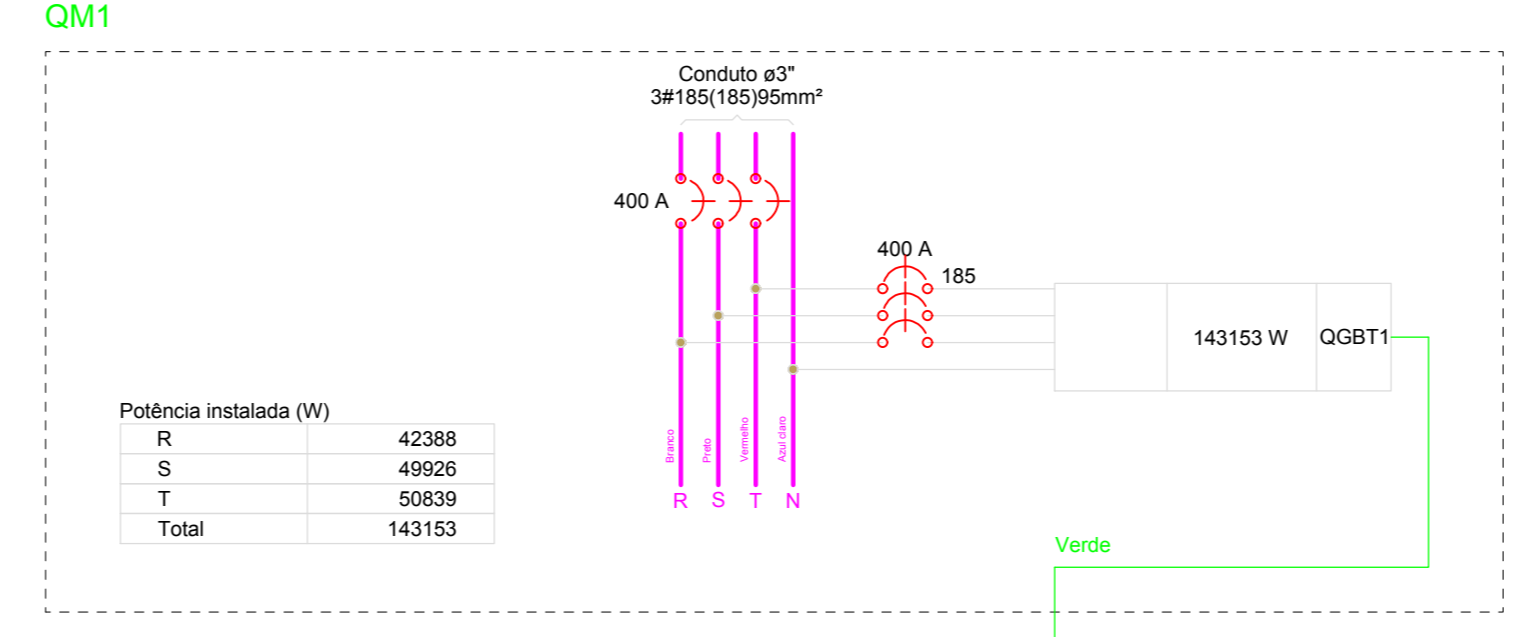 QM1
Conduto ø3"
3#185(185)95mm²
400 A
400 A
185
143153 W
QGBT1
Potência instalada (W)
R 42388
S 49926
T 50839
Total 143153
Branco
Preto
Vermelho
Azul claro
R S T N
Verde